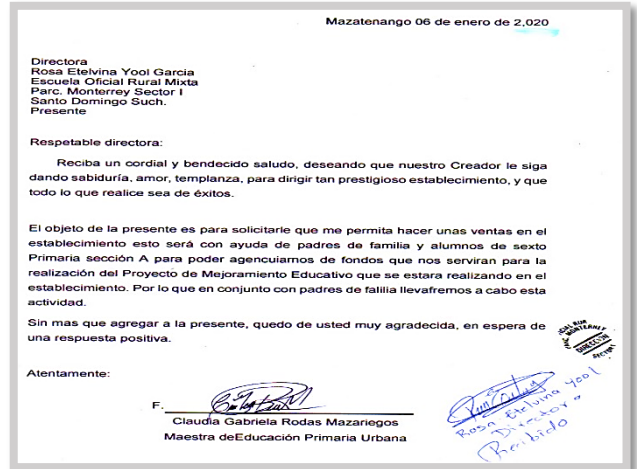 Mazatenango 06 de enero de 2,020
Directora
Rosa Etelvina Yool Garcia
Escuela Oficial Rural Mixta
Parc. Monterrey Sector I
Santo Domingo Such.
Presente
Respetable directora:
Reciba un cordial y bendecido saludo, deseando que nuestro Creador le siga
dando sabiduría, amor, templanza, para dirigir tan prestigioso establecimiento, y que
todo lo que realice sea de éxitos.
El objeto de la presente es para solicitarle que me permita hacer unas ventas en el
establecimiento esto será con ayuda de padres de familia y alumnos de sexto
Primaria sección A para poder agenciuarnos de fondos que nos serviran para la
realización del Proyecto de Mejoramiento Educativo que se estara realizando en el
establecimiento. Por lo que en conjunto con padres de falilia llevafremos a cabo esta
actividad.
Sin mas que agregar a la presente, quedo de usted muy agradecida, en espera de
una respuesta positiva.
Atentamente:
F.
Claudia Gabriela Rodas Mazariegos
Maestra deEducación Primaria Urbana
MONTERREY
DIRECCIÓN
SECTOR I
Rosa Etelvina Yool
Directora
Recibido